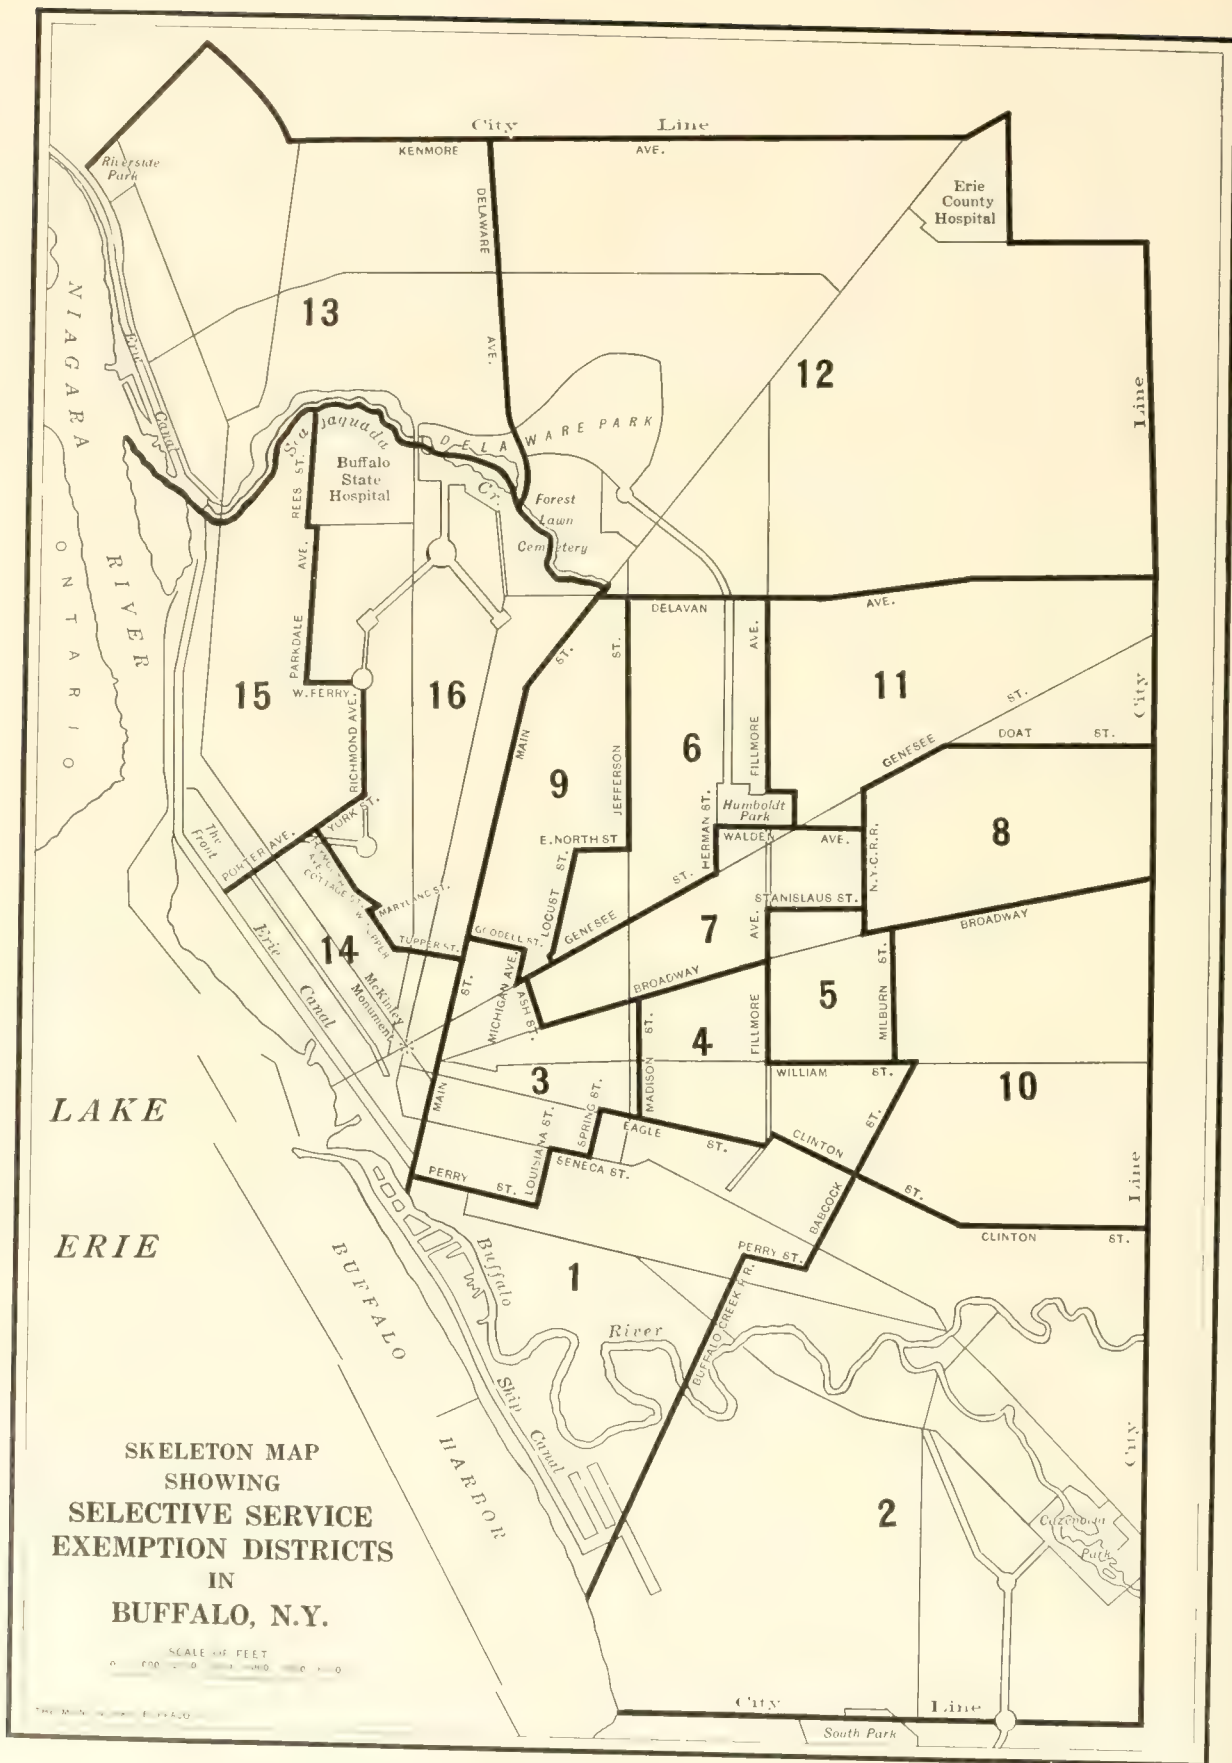 City Line
KENMORE AVE.
Riverside
Park
Erie
County
Hospital
DELAWARE
AVE.
NIAGARA
RIVER
Erie
Canal
13
12
Line
DELAWARE PARK
Scajaquada
Cr.
Buffalo
State
Hospital
REES ST.
Forest
Lawn
Cemetery
ONTARIO
PARKDALE AVE.
DELAVAN AVE.
ST.
ST.
AVE.
W. FERRY
15
16
RICHMOND AVE.
MAIN
9
JEFFERSON
6
FILLMORE
11
GENESEE ST.
DOAT ST.
City
HERMAN ST.
Humboldt
Park
The
Front
PORTER AVE.
YORK ST.
E. NORTH ST
WALDEN AVE.
N.Y.C.R.R.
8
COTTAGE ST.
MARYLAND ST.
W. TUPPER
TUPPER ST.
LOCUST ST.
GENESEE ST.
STANISLAUS ST.
BROADWAY
14
GOODELL ST.
MICHIGAN AVE.
7
AVE.
Erie
Canal
McKinley
Monument
ST.
ASH ST.
BROADWAY
5
MILBURN ST.
MAIN
3
MADISON ST.
4
FILLMORE
WILLIAM ST.
10
LAKE
ERIE
LOUISIANA ST.
SPRING ST.
EAGLE ST.
CLINTON
ST.
BABCOCK
ST.
PERRY
ST.
SENECA ST.
Line
CLINTON ST.
PERRY ST.
BUFFALO CREEK R.R.
1
BUFFALO
HARBOR
Buffalo
River
Ship
Canal
City
2
Cazenovia
Park
SKELETON MAP
SHOWING
SELECTIVE SERVICE
EXEMPTION DISTRICTS
IN
BUFFALO, N.Y.
SCALE OF FEET
City Line
South Park